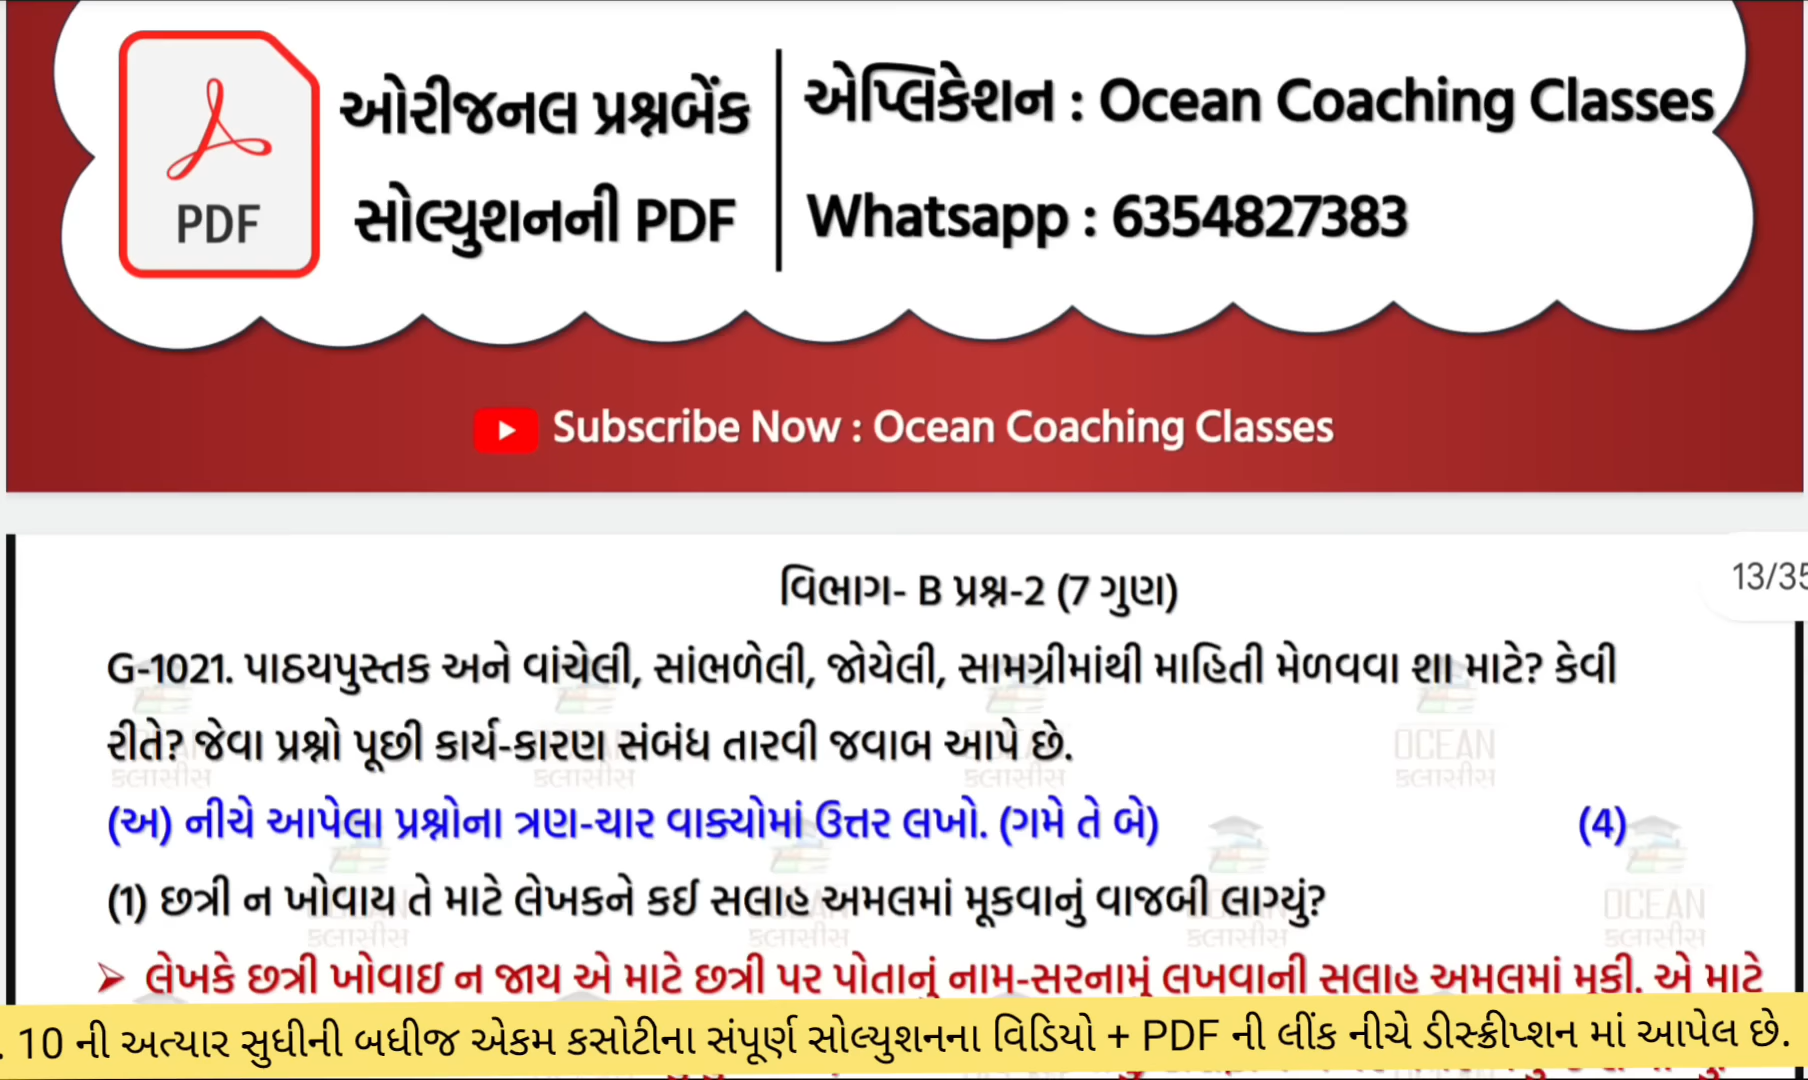 ઓરીજનલ પ્રશ્નબેંક
સોલ્યુશનની PDF
PDF
એપ્લિકેશન : Ocean Coaching Classes
Whatsapp : 6354827383
Subscribe Now : Ocean Coaching Classes
13/35
વિભાગ- B પ્રશ્ન-2 (7 ગુણ)
G-1021. પાઠયપુસ્તક અને વાંચેલી, સાંભળેલી, જોયેલી, સામગ્રીમાંથી માહિતી મેળવવા શા માટે? કેવી
રીતે? જેવા પ્રશ્નો પૂછી કાર્ય-કારણ સંબંધ તારવી જવાબ આપે છે.
(અ) નીચે આપેલા પ્રશ્નોના ત્રણ-ચાર વાક્યોમાં ઉત્તર લખો. (ગમે તે બે) (4)
(1) છત્રી ન ખોવાય તે માટે લેખકને કઈ સલાહ અમલમાં મૂકવાનું વાજબી લાગ્યું?
➢ લેખકે છત્રી ખોવાઇ ન જાય એ માટે છત્રી પર પોતાનું નામ-સરનામું લખવાની સલાહ અમલમાં મૂકી. એ માટે
. 10 ની અત્યાર સુધીની બધીજ એકમ કસોટીના સંપૂર્ણ સોલ્યુશનના વિડિયો + PDF ની લીંક નીચે ડીસ્ક્રીપ્શન માં આપેલ છે.
OCEAN
કલાસીસ